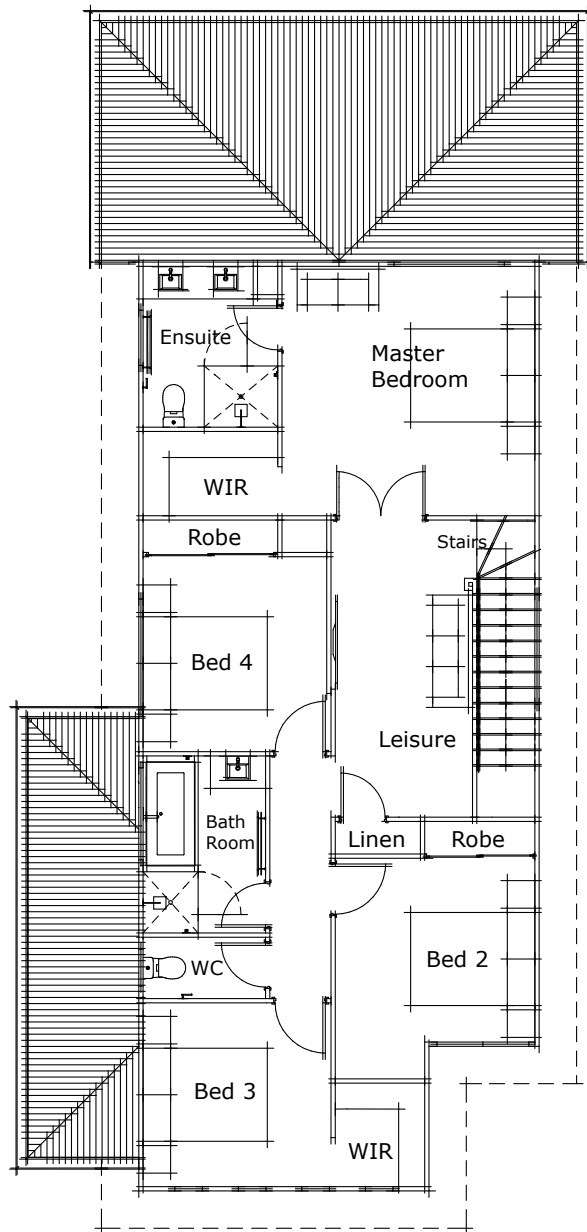 Ensuite
Master
Bedroom
WIR
Robe
Stairs
Bed 4
Leisure
Bath
Room
Linen
Robe
WC
Bed 2
Bed 3
WIR